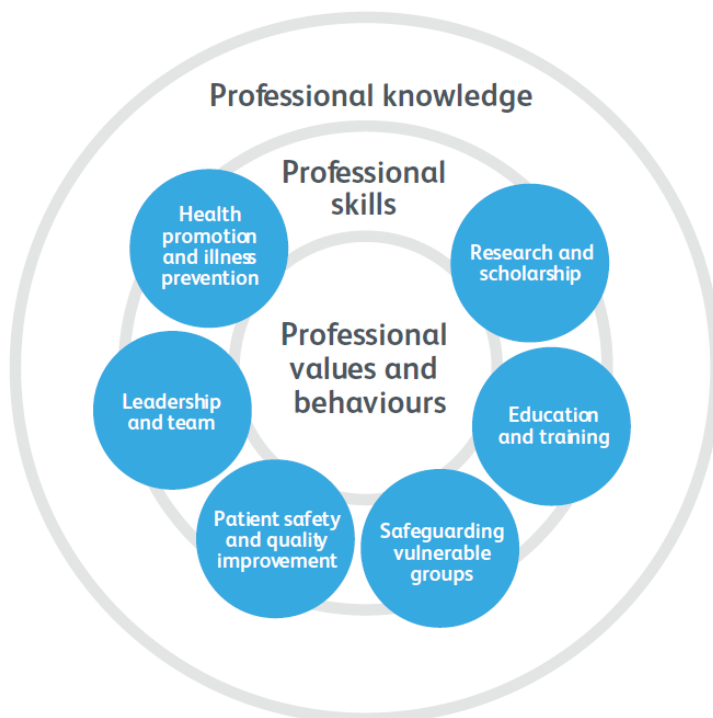 Professional knowledge
Professional
skills
Health
promotion
and illness
prevention
Research and
scholarship
Professional
values and
behaviours
Leadership
and team
Education
and training
Patient safety
and quality
improvement
Safeguarding
vulnerable
groups